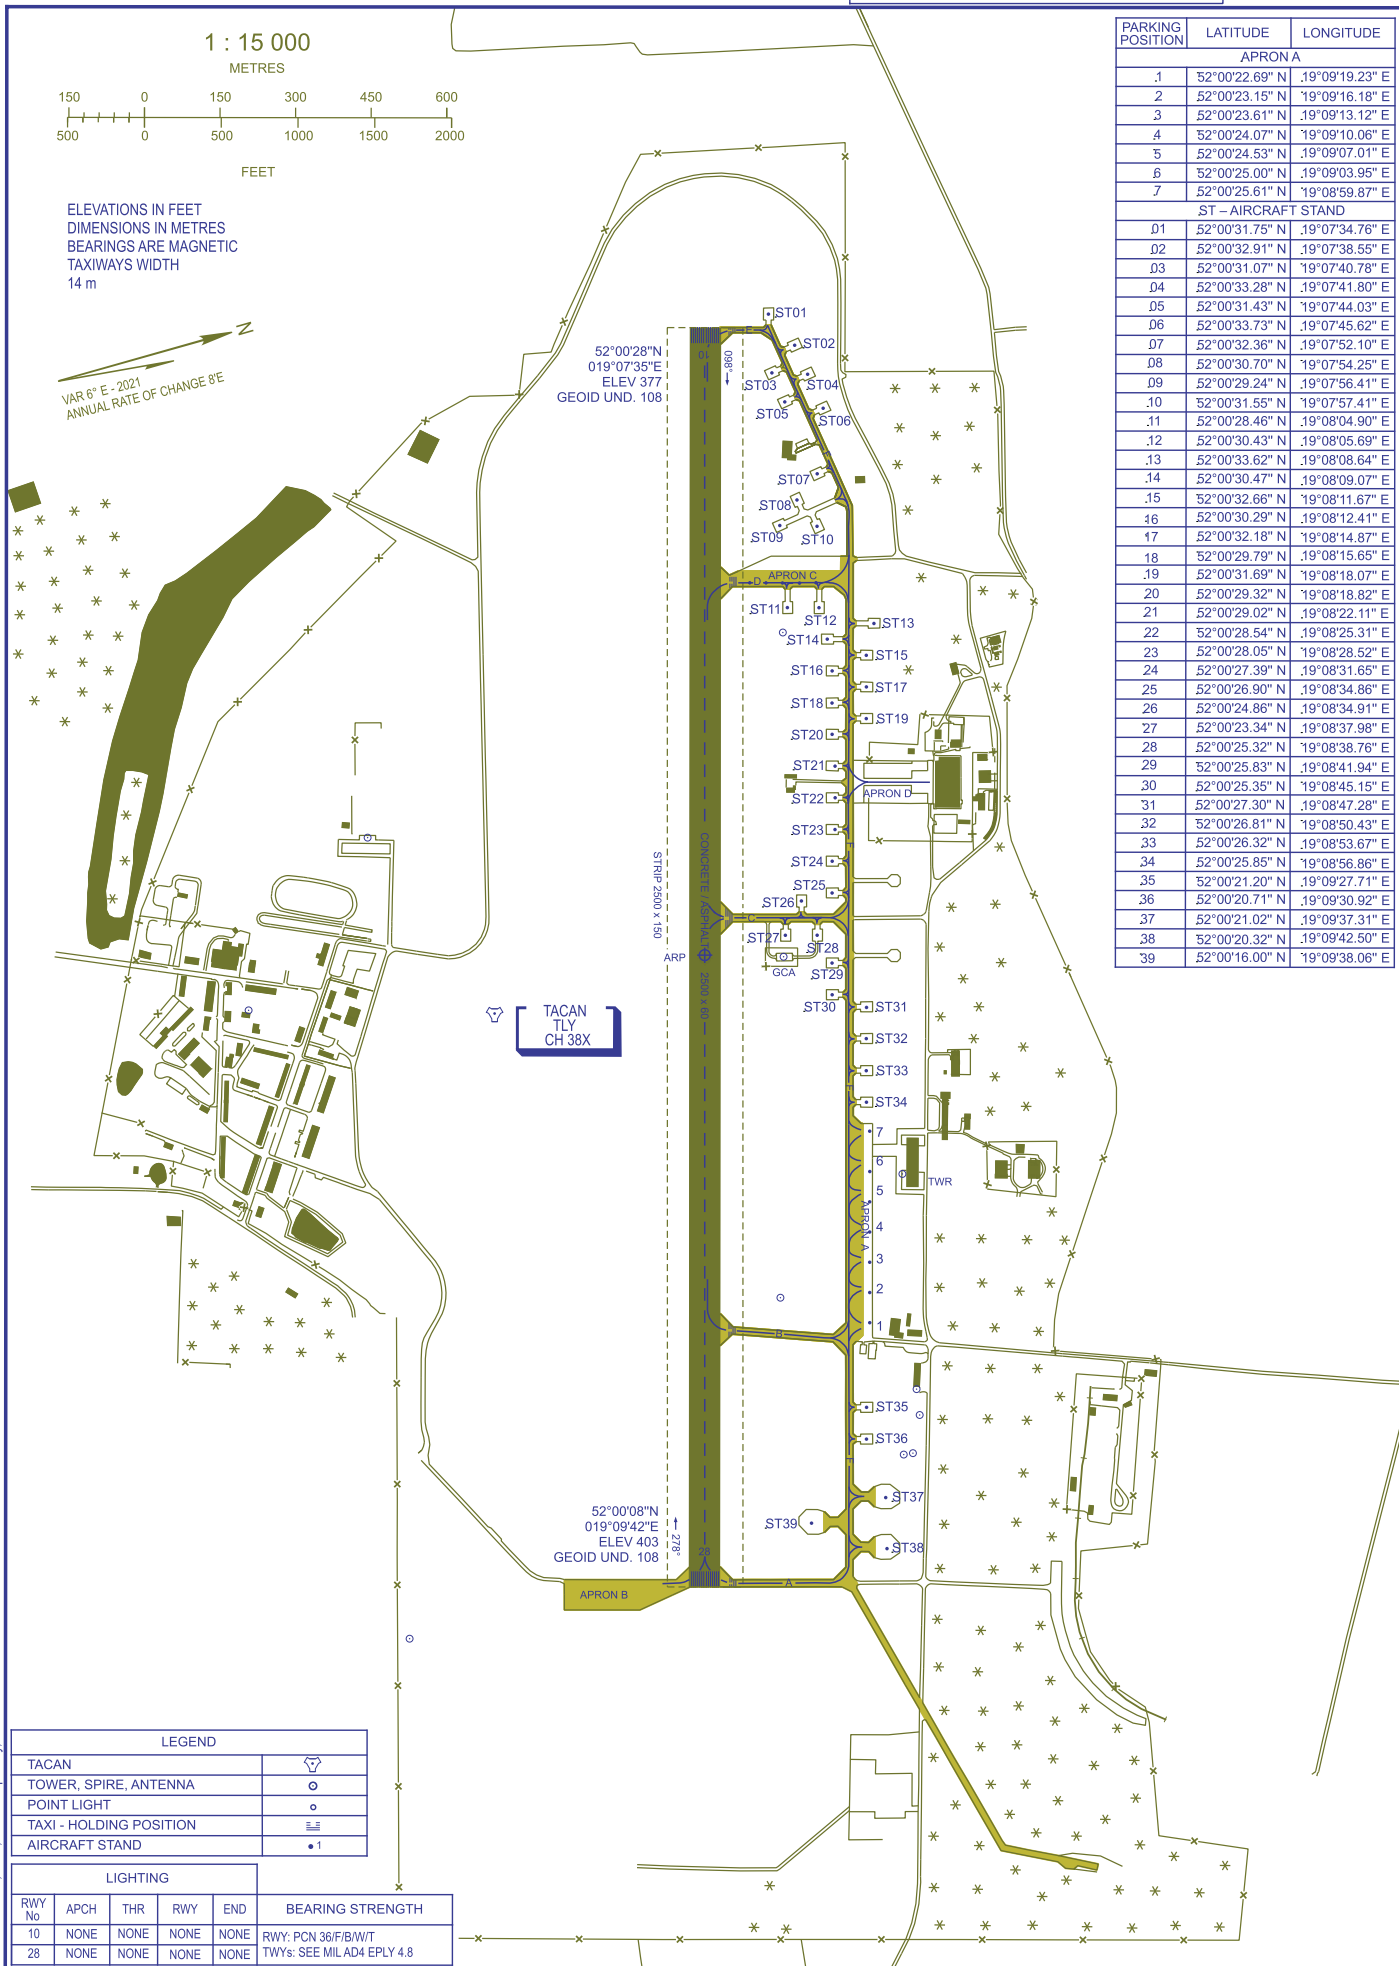 1 : 15 000
METRES
150 0 150 300 450 600
500 0 500 1000 1500 2000
FEET
ELEVATIONS IN FEET
DIMENSIONS IN METRES
BEARINGS ARE MAGNETIC
TAXIWAYS WIDTH
14 m
N
VAR 6° E - 2021
ANNUAL RATE OF CHANGE 8'E
PARKING POSITION LATITUDE LONGITUDE
APRON A
1 52°00'22.69" N 19°09'19.23" E
2 52°00'23.15" N 19°09'16.18" E
3 52°00'23.61" N 19°09'13.12" E
4 52°00'24.07" N 19°09'10.06" E
5 52°00'24.53" N 19°09'07.01" E
6 52°00'25.00" N 19°09'03.95" E
7 52°00'25.61" N 19°08'59.87" E
ST – AIRCRAFT STAND
01 52°00'31.75" N 19°07'34.76" E
02 52°00'32.91" N 19°07'38.55" E
03 52°00'31.07" N 19°07'40.78" E
04 52°00'33.28" N 19°07'41.80" E
05 52°00'31.43" N 19°07'44.03" E
06 52°00'33.73" N 19°07'45.62" E
07 52°00'32.36" N 19°07'52.10" E
08 52°00'30.70" N 19°07'54.25" E
09 52°00'29.24" N 19°07'56.41" E
10 52°00'31.55" N 19°07'57.41" E
11 52°00'28.46" N 19°08'04.90" E
12 52°00'30.43" N 19°08'05.69" E
13 52°00'33.62" N 19°08'08.64" E
14 52°00'30.47" N 19°08'09.07" E
15 52°00'32.66" N 19°08'11.67" E
16 52°00'30.29" N 19°08'12.41" E
17 52°00'32.18" N 19°08'14.87" E
18 52°00'29.79" N 19°08'15.65" E
19 52°00'31.69" N 19°08'18.07" E
20 52°00'29.32" N 19°08'18.82" E
21 52°00'29.02" N 19°08'22.11" E
22 52°00'28.54" N 19°08'25.31" E
23 52°00'28.05" N 19°08'28.52" E
24 52°00'27.39" N 19°08'31.65" E
25 52°00'26.90" N 19°08'34.86" E
26 52°00'24.86" N 19°08'34.91" E
27 52°00'23.34" N 19°08'37.98" E
28 52°00'25.32" N 19°08'38.76" E
29 52°00'25.83" N 19°08'41.94" E
30 52°00'25.35" N 19°08'45.15" E
31 52°00'27.30" N 19°08'47.28" E
32 52°00'26.81" N 19°08'50.43" E
33 52°00'26.32" N 19°08'53.67" E
34 52°00'25.85" N 19°08'56.86" E
35 52°00'21.20" N 19°09'27.71" E
36 52°00'20.71" N 19°09'30.92" E
37 52°00'21.02" N 19°09'37.31" E
38 52°00'20.32" N 19°09'42.50" E
39 52°00'16.00" N 19°09'38.06" E
52°00'28"N
019°07'35"E
ELEV 377
GEOID UND. 108
10
098°
E
ST01
ST02
ST03
ST04
ST05
ST06
ST07
ST08
ST09
ST10
APRON C
D
ST11
ST12
ST13
ST14
ST15
ST16
ST17
ST18
ST19
ST20
ST21
APRON D
ST22
ST23
F
ST24
ST25
ST26
C
ST27
ST28
GCA
ST29
ST30
ST31
ST32
ST33
F
ST34
STRIP 2500 x 150
CONCRETE / ASPHALT 2500 x 60
ARP
TACAN
TLY
CH 38X
7
6
5
4
3
2
1
APRON A
TWR
B
ST35
ST36
F
ST37
ST39
ST38
52°00'08"N
019°09'42"E
ELEV 403
GEOID UND. 108
278°
28
A
APRON B
LEGEND
TACAN
TOWER, SPIRE, ANTENNA
POINT LIGHT
TAXI - HOLDING POSITION
AIRCRAFT STAND 1
LIGHTING
RWY No APCH THR RWY END BEARING STRENGTH
10 NONE NONE NONE NONE RWY: PCN 36/F/B/W/T
28 NONE NONE NONE NONE TWYs: SEE MIL AD4 EPLY 4.8